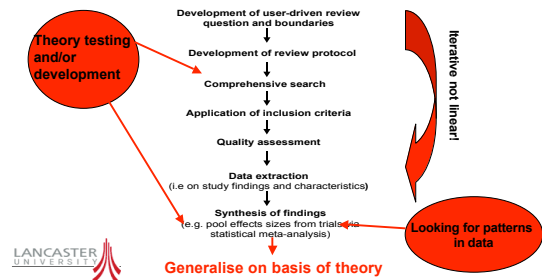 Development of user-driven review
question and boundaries
Development of review protocol
Comprehensive search
Application of inclusion criteria
Quality assessment
Data extraction
(i.e on study findings and characteristics)
Synthesis of findings
(e.g. pool effects sizes from trials via
statistical meta-analysis)
Generalise on basis of theory
Theory testing
and/or
development
Iterative not linear!
Looking for patterns
in data
LANCASTER
UNIVERSITY